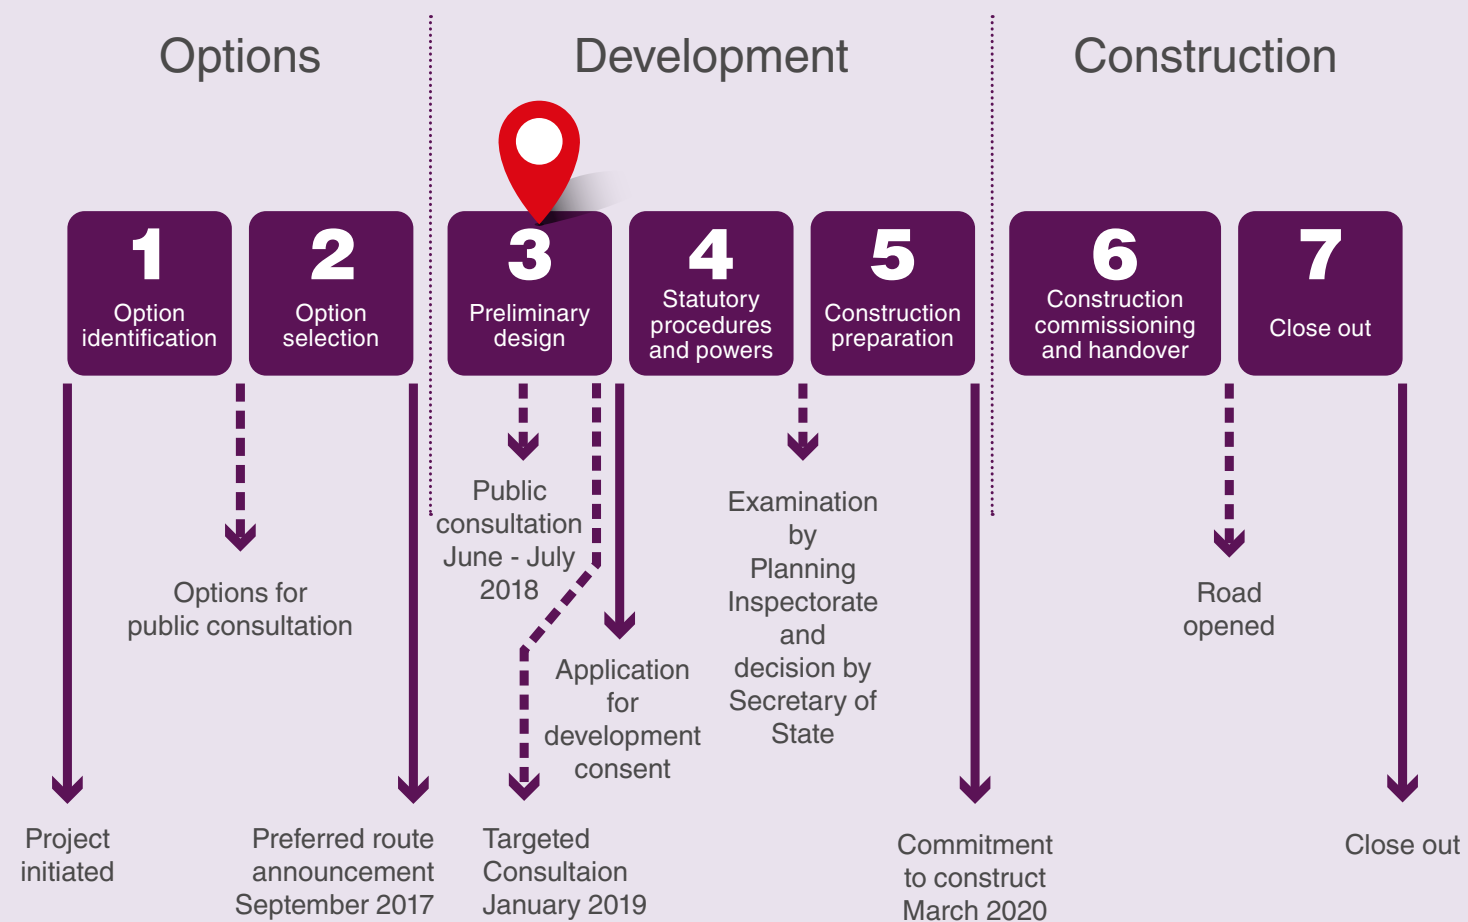 Options
Development
Construction
1
Option
identification
2
Option
selection
3
Preliminary
design
4
Statutory
procedures
and powers
5
Construction
preparation
6
Construction
commissioning
and handover
7
Close out
Project
initiated
Options for
public consultation
Preferred route
announcement
September 2017
Public
consultation
June - July
2018
Targeted
Consultaion
January 2019
Application
for
development
consent
Examination
by
Planning
Inspectorate
and
decision by
Secretary of
State
Commitment
to construct
March 2020
Road
opened
Close out